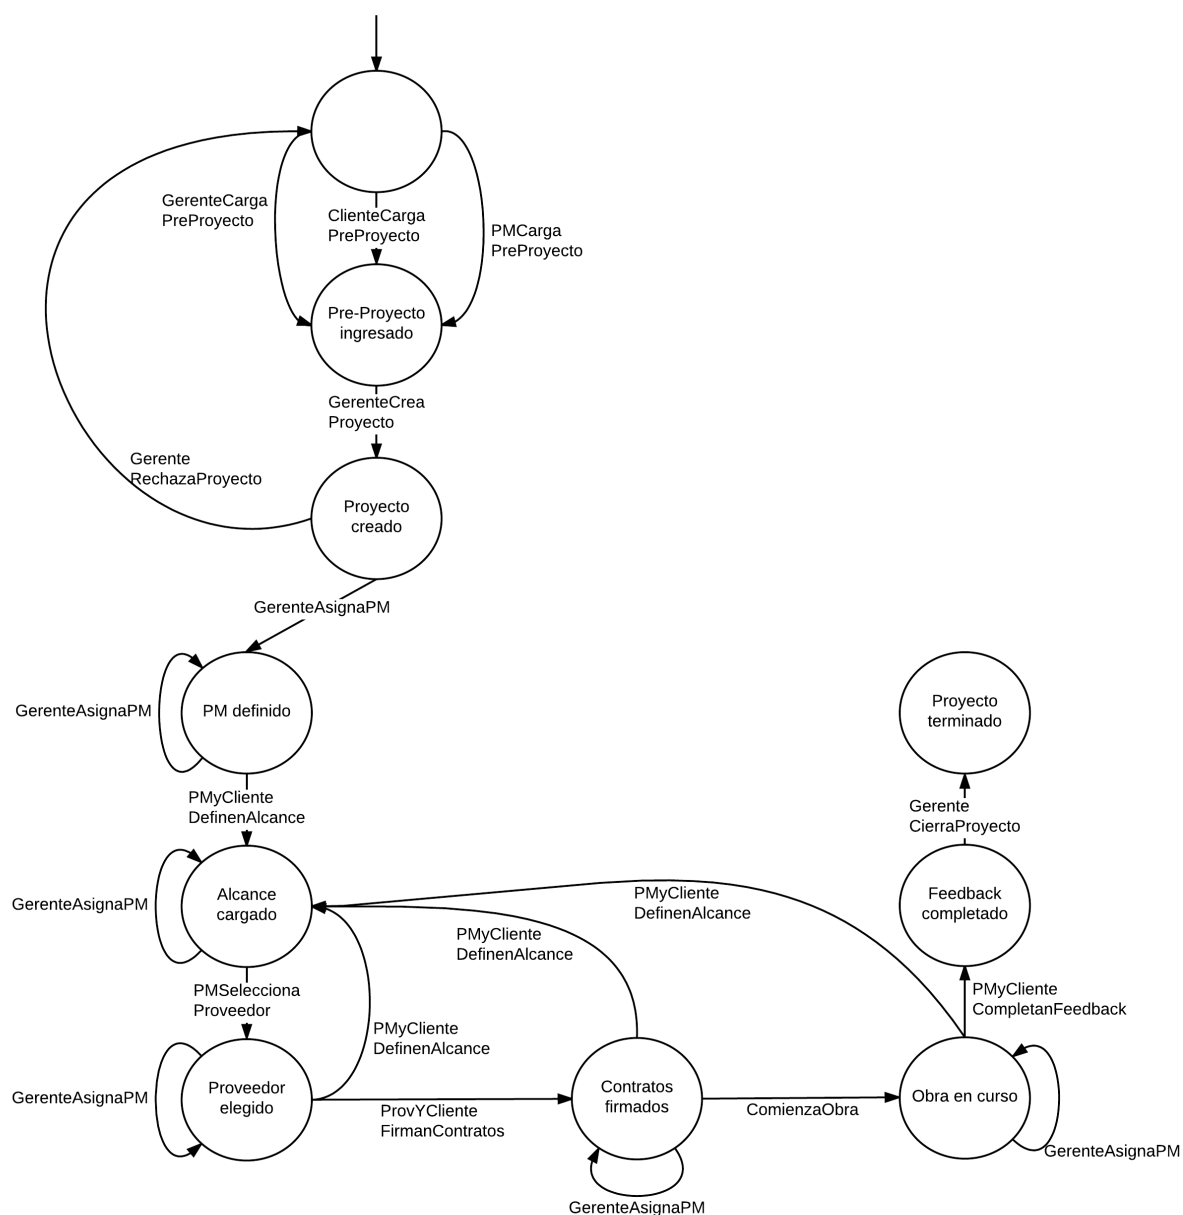 GerenteCarga
PreProyecto
ClienteCarga
PreProyecto
PMCarga
PreProyecto
Pre-Proyecto
ingresado
GerenteCrea
Proyecto
Gerente
RechazaProyecto
Proyecto
creado
GerenteAsignaPM
GerenteAsignaPM
PM definido
Proyecto
terminado
PMyCliente
DefinenAlcance
Gerente
CierraProyecto
GerenteAsignaPM
Alcance
cargado
PMyCliente
DefinenAlcance
Feedback
completado
PMyCliente
DefinenAlcance
PMSelecciona
Proveedor
PMyCliente
CompletanFeedback
PMyCliente
DefinenAlcance
GerenteAsignaPM
Proveedor
elegido
ProvYCliente
FirmanContratos
Contratos
firmados
ComienzaObra
Obra en curso
GerenteAsignaPM
GerenteAsignaPM